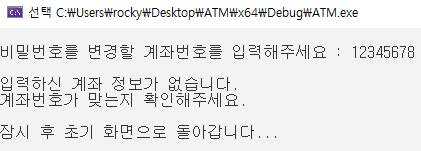 선택 C:₩Users₩rocky₩Desktop₩ATM₩x64₩Debug₩ATM.exe
비밀번호를 변경할 계좌번호를 입력해주세요 : 12345678
입력하신 계좌 정보가 없습니다.
계좌번호가 맞는지 확인해주세요.
잠시 후 초기 화면으로 돌아갑니다...